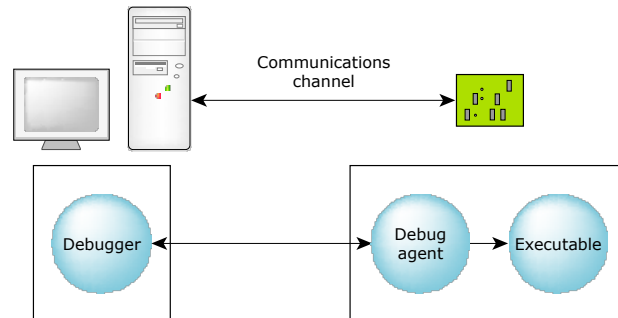 Communications
channel
Debugger
Debug
agent
Executable